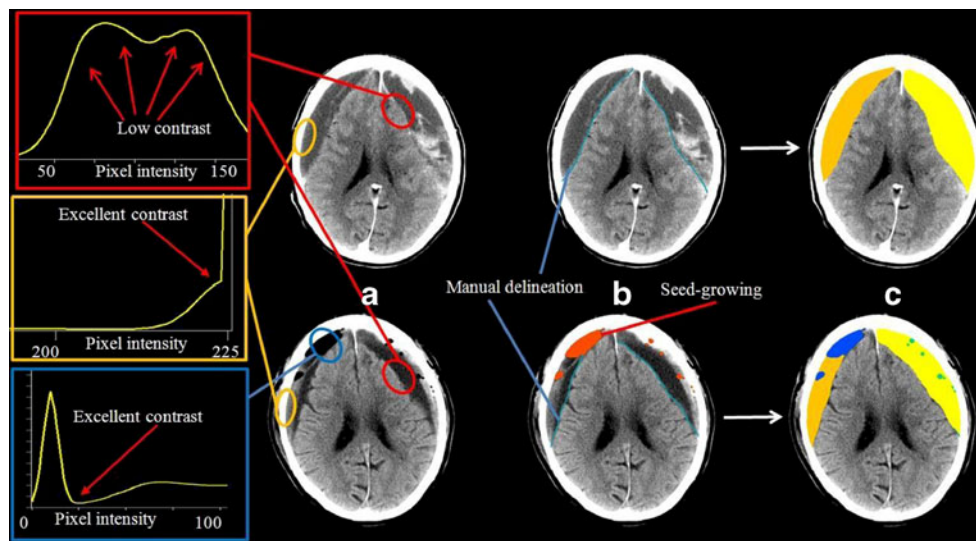 Low contrast
50 Pixel intensity 150
Excellent contrast
200 Pixel intensity 225
Excellent contrast
0 Pixel intensity 100
a
Manual delineation
b
Seed-growing
c